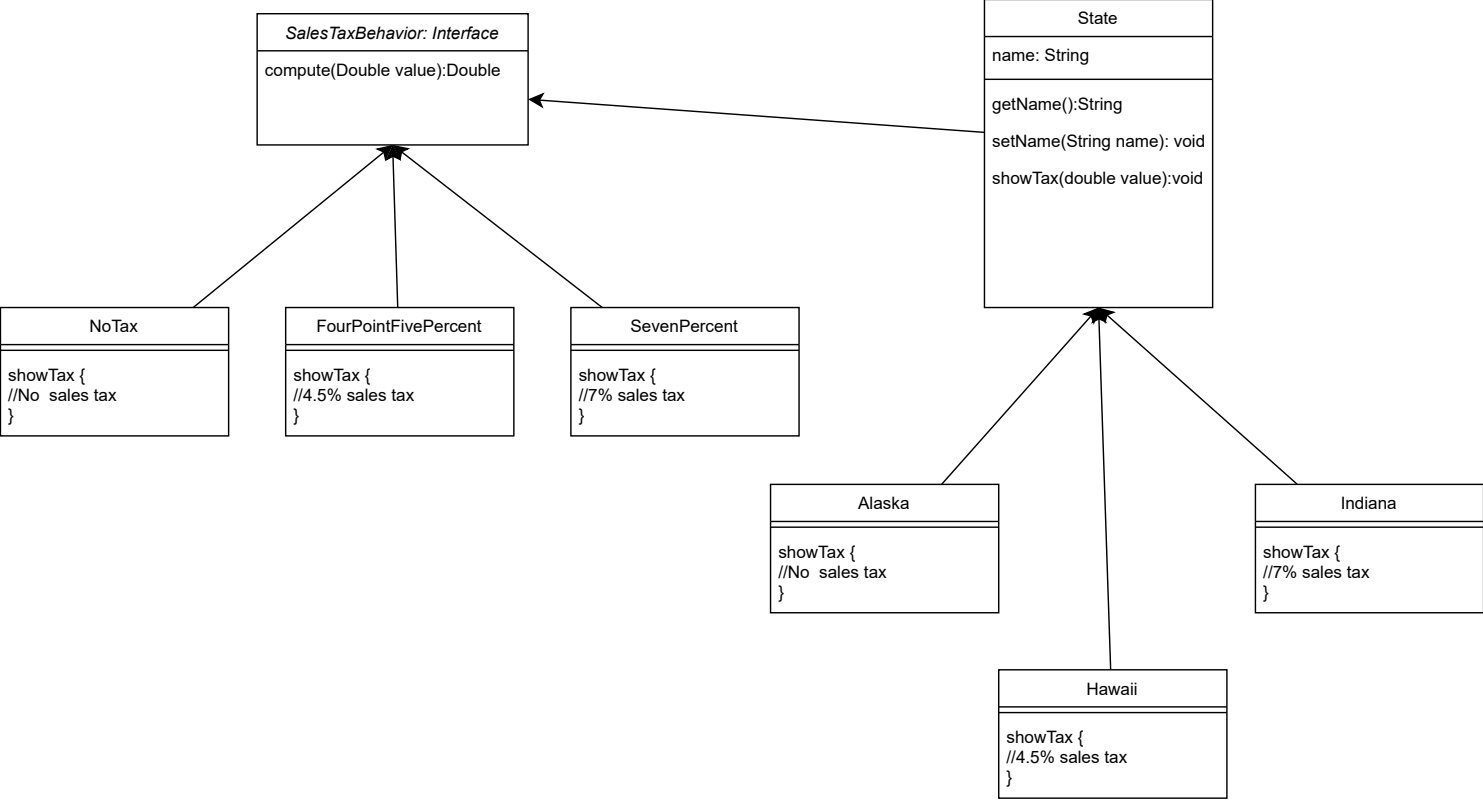 SalesTaxBehavior: Interface
compute(Double value):Double
State
name: String
getName():String
setName(String name): void
showTax(double value):void
NoTax
showTax {
//No  sales tax
}
FourPointFivePercent
showTax {
//4.5% sales tax
}
SevenPercent
showTax {
//7% sales tax
}
Alaska
showTax {
//No  sales tax
}
Indiana
showTax {
//7% sales tax
}
Hawaii
showTax {
//4.5% sales tax
}